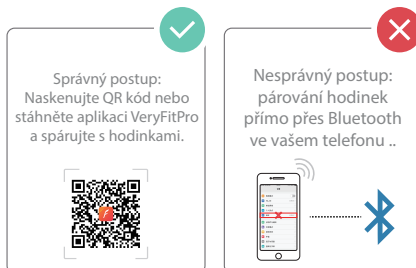 Správný postup:
Naskenujte QR kód nebo
stáhněte aplikaci VeryFitPro
a spárujte s hodinkami.
Nesprávný postup:
párování hodinek
přímo přes Bluetooth
ve vašem telefonu ..